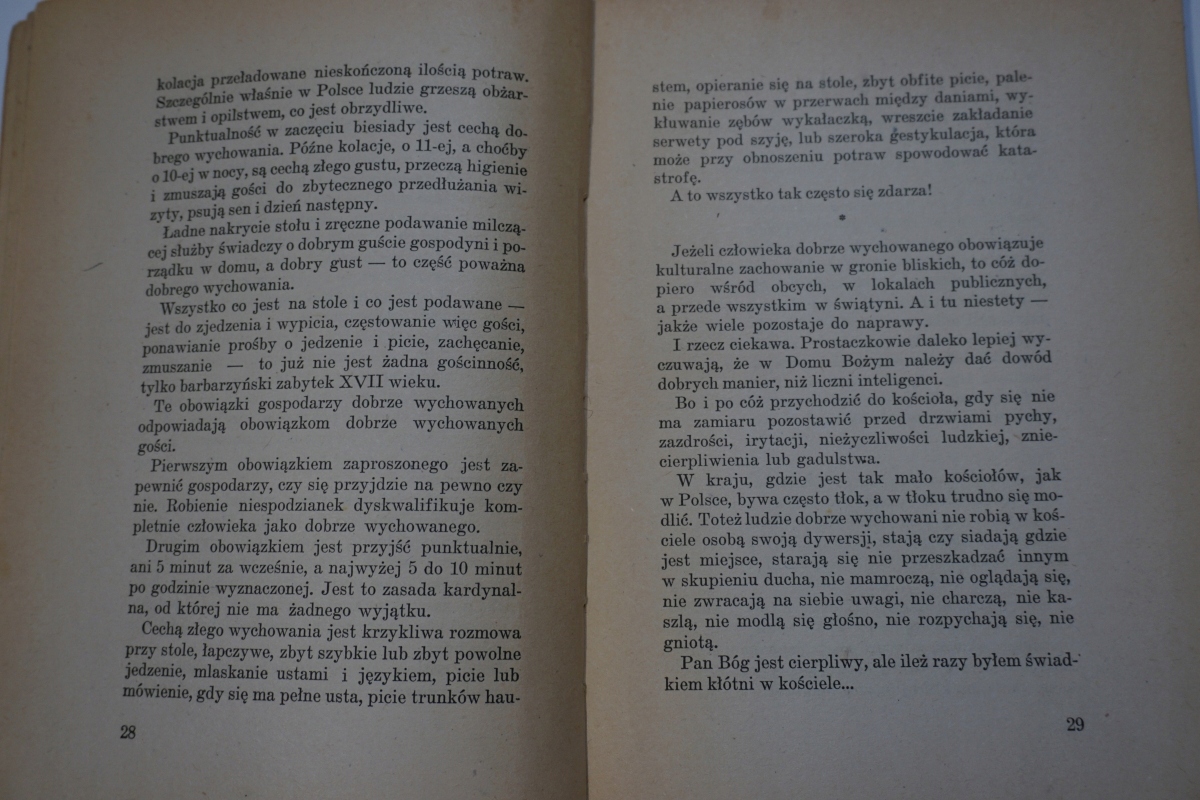 kolacja przeładowane nieskończoną ilością potraw.
Szczególnie właśnie w Polsce ludzie grzeszą obżar-
stwem i opilstwem, co jest obrzydliwe.
Punktualność w zaczęciu biesiady jest cechą do-
brego wychowania. Późne kolacje, o 11-ej, a choćby
o 10-ej w nocy, są cechą złego gustu, przeczą higienie
i zmuszają gości do zbytecznego przedłużania wi-
zyty, psują sen i dzień następny.
Ładne nakrycie stołu i zręczne podawanie milczą-
cej służby świadczy o dobrym guście gospodyni i po-
rządku w domu, a dobry gust — to część poważna
dobrego wychowania.
Wszystko co jest na stole i co jest podawane —
jest do zjedzenia i wypicia, częstowanie więc gości,
ponawianie prośby o jedzenie i picie, zachęcanie,
zmuszanie — to już nie jest żadna gościnność,
tylko barbarzyński zabytek XVII wieku.
Te obowiązki gospodarzy dobrze wychowanych
odpowiadają obowiązkom dobrze wychowanych
gości.
Pierwszym obowiązkiem zaproszonego jest za-
pewnić gospodarzy, czy się przyjdzie na pewno czy
nie. Robienie niespodzianek dyskwalifikuje kom-
pletnie człowieka jako dobrze wychowanego.
Drugim obowiązkiem jest przyjść punktualnie,
ani 5 minut za wcześnie, a najwyżej 5 do 10 minut
po godzinie wyznaczonej. Jest to zasada kardynal-
na, od której nie ma żadnego wyjątku.
Cechą złego wychowania jest krzykliwa rozmowa
przy stole, łapczywe, zbyt szybkie lub zbyt powolne
jedzenie, mlaskanie ustami i językiem, picie lub
mówienie, gdy się ma pełne usta, picie trunków hau-
28
stem, opieranie się na stole, zbyt obfite picie, pale-
nie papierosów w przerwach między daniami, wy-
kłuwanie zębów wykałaczką, wreszcie zakładanie
serwety pod szyję, lub szeroka gestykulacja, która
może przy obnoszeniu potraw spowodować kata-
strofę.
A to wszystko tak często się zdarza!
*
Jeżeli człowieka dobrze wychowanego obowiązuje
kulturalne zachowanie w gronie bliskich, to cóż do-
piero wśród obcych, w lokalach publicznych,
a przede wszystkim w świątyni. A i tu niestety —
jakże wiele pozostaje do naprawy.
I rzecz ciekawa. Prostaczkowie daleko lepiej wy-
czuwają, że w Domu Bożym należy dać dowód
dobrych manier, niż liczni inteligenci.
Bo i po cóż przychodzić do kościoła, gdy się nie
ma zamiaru pozostawić przed drzwiami pychy,
zazdrości, irytacji, nieżyczliwości ludzkiej, znie-
cierpliwienia lub gadulstwa.
W kraju, gdzie jest tak mało kościołów, jak
w Polsce, bywa często tłok, a w tłoku trudno się mo-
dlić. Toteż ludzie dobrze wychowani nie robią w koś-
ciele osobą swoją dywersji, stają czy siadają gdzie
jest miejsce, starają się nie przeszkadzać innym
w skupieniu ducha, nie mamroczą, nie oglądają się,
nie zwracają na siebie uwagi, nie charczą, nie ka-
szlą, nie modlą się głośno, nie rozpychają się, nie
gniotą.
Pan Bóg jest cierpliwy, ale ileż razy byłem świad-
kiem kłótni w kościele...
29